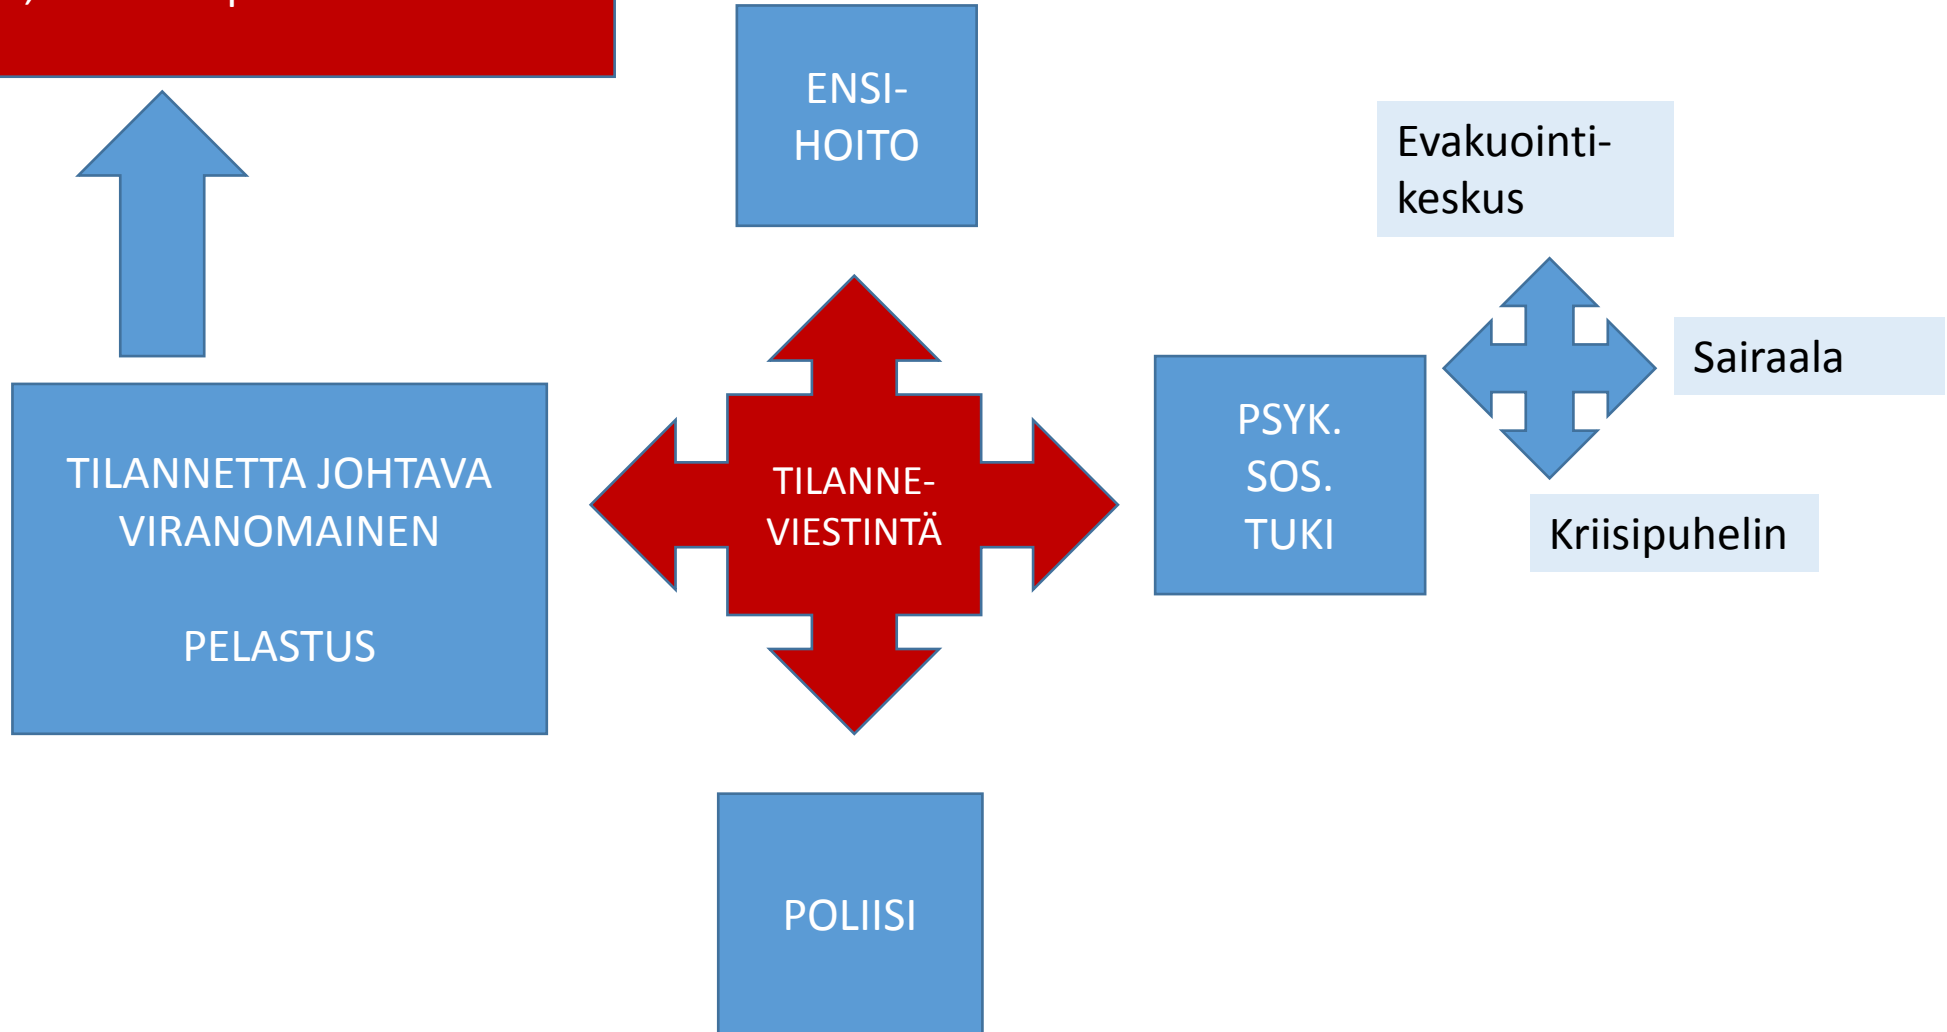 ENSI-
HOITO
Evakuointi-
keskus
Sairaala
Kriisipuhelin
PSYK.
SOS.
TUKI
TILANNE-
VIESTINTÄ
TILANNETTA JOHTAVA
VIRANOMAINEN
PELASTUS
POLIISI